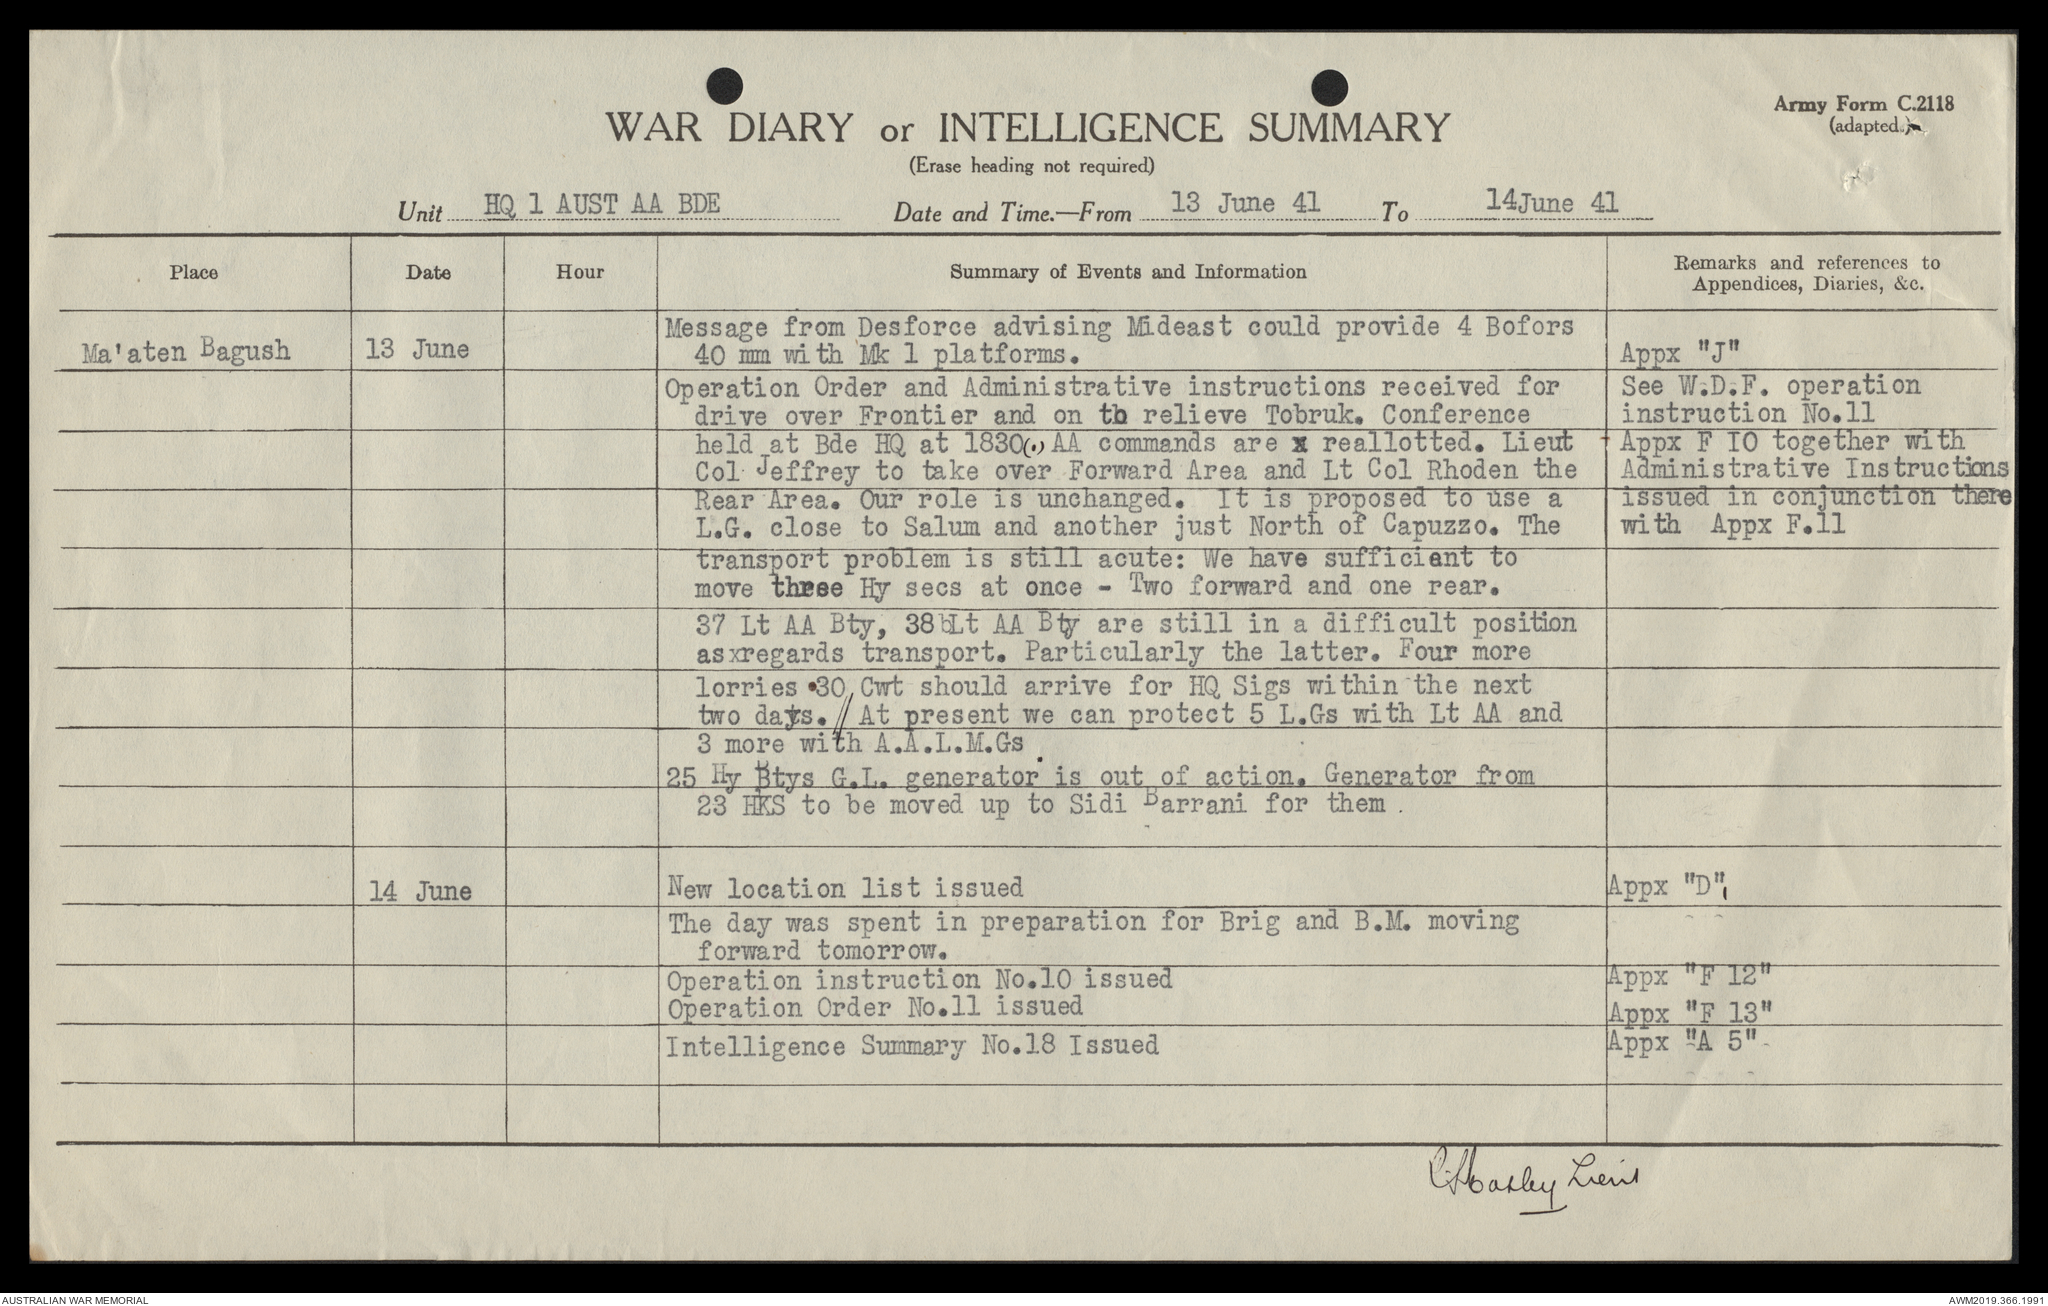 Army Form C.2118
(adapted.)
WAR DIARY or INTELLIGENCE SUMMARY
(Erase heading not required)
Unit HQ 1 AUST AA BDE Date and Time.—From 13 June 41 To 14June 41
Place Date Hour Summary of Events and Information Remarks and references to
Appendices, Diaries, &c.
Message from Desforce advising Mideast could provide 4 Bofors
Ma'aten Bagush 13 June 40 mm with Mk 1 platforms. Appx "J"
Operation Order and Administrative instructions received for See W.D.F. operation
drive over Frontier and on to relieve Tobruk. Conference instruction No.11
held at Bde HQ at 1830(.) AA commands are x reallotted. Lieut Appx F IO together with
Col Jeffrey to take over Forward Area and Lt Col Rhoden the Administrative Instructions
Rear Area. Our role is unchanged. It is proposed to use a issued in conjunction there
L.G. close to Salum and another just North of Capuzzo. The with Appx F.11
transport problem is still acute: We have sufficient to
move three Hy secs at once - Two forward and one rear.
37 Lt AA Bty, 38 Lt AA Bty are still in a difficult position
asxregards transport. Particularly the latter. Four more
lorries 30 Cwt should arrive for HQ Sigs within the next
two days. // At present we can protect 5 L.Gs with Lt AA and
3 more with A.A.L.M.Gs.
25 Hy Btys G.L. generator is out of action. Generator from
23 HKS to be moved up to Sidi Barrani for them.
14 June New location list issued Appx "D",
The day was spent in preparation for Brig and B.M. moving
forward tomorrow.
Operation instruction No.10 issued Appx "F 12"
Operation Order No.11 issued Appx "F 13"
Intelligence Summary No.18 Issued Appx "A 5"
Lieut
AUSTRALIAN WAR MEMORIAL AWM2019.366.1991